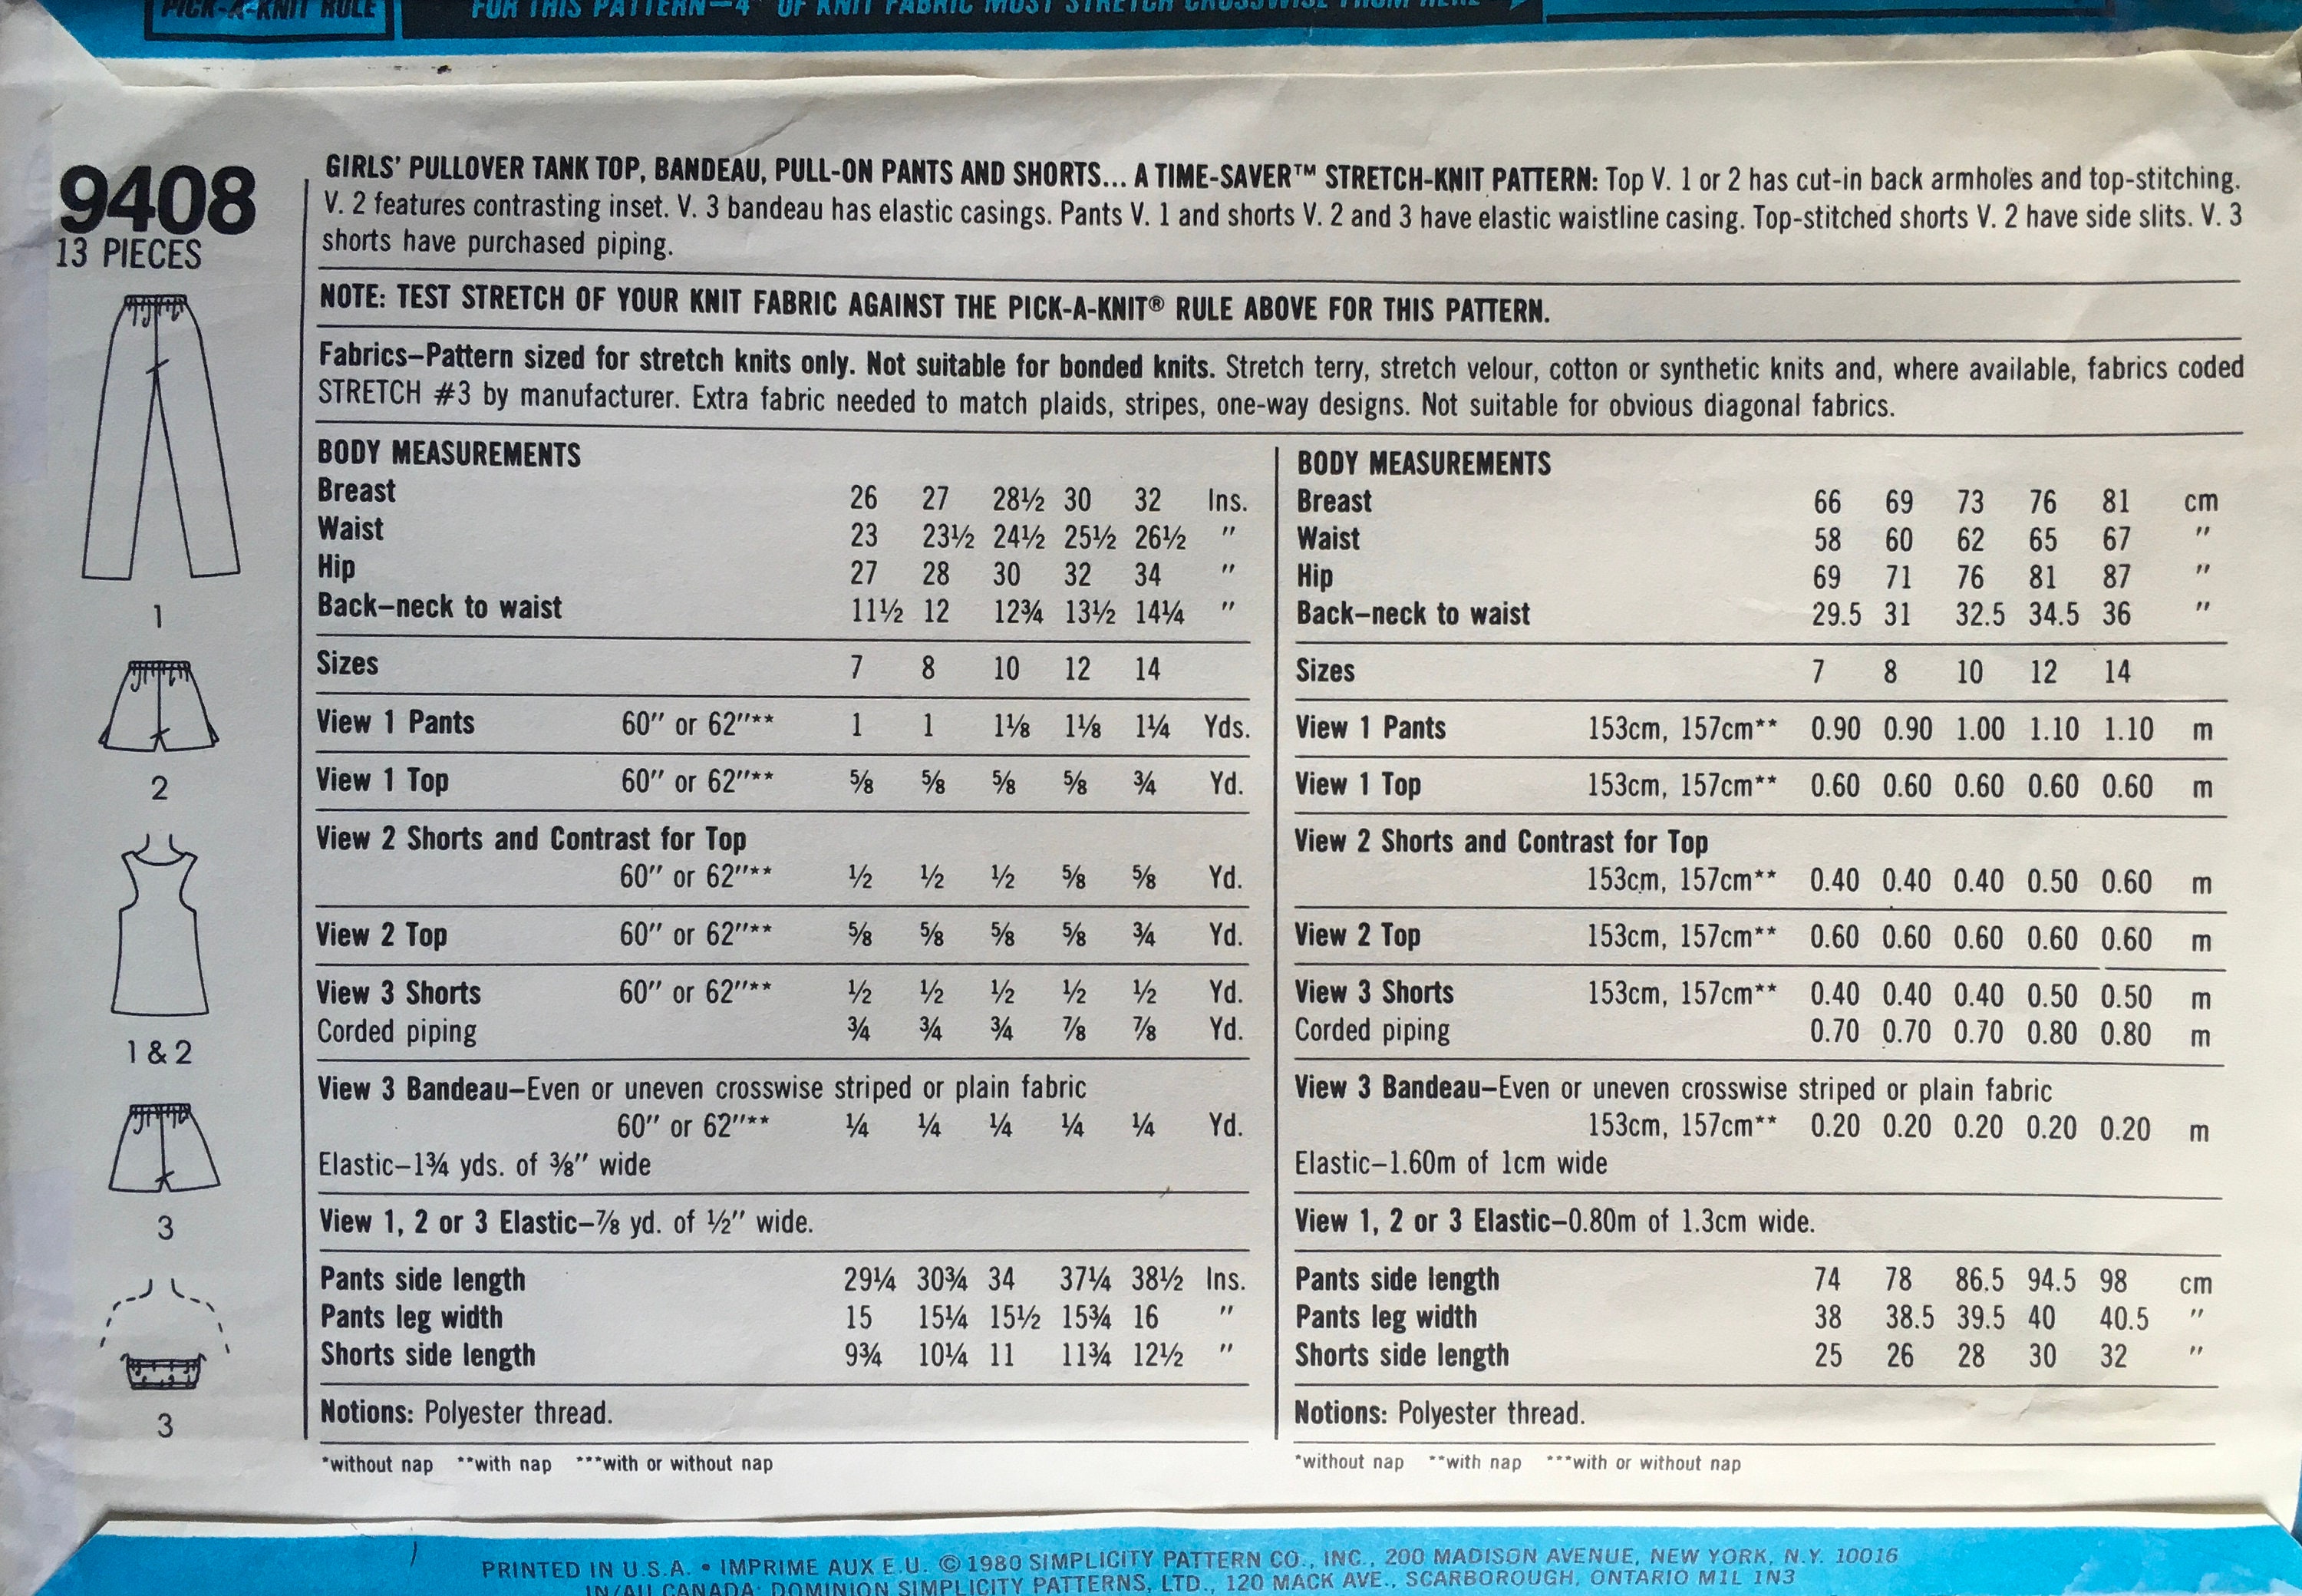 PICK-A-KNIT RULE
FOR THIS PATTERN—4" OF KNIT FABRIC MUST STRETCH CROSSWISE FROM HERE
9408
13 PIECES
1
2
1 & 2
3
3
GIRLS' PULLOVER TANK TOP, BANDEAU, PULL-ON PANTS AND SHORTS... A TIME-SAVER™ STRETCH-KNIT PATTERN: Top V. 1 or 2 has cut-in back armholes and top-stitching.
V. 2 features contrasting inset. V. 3 bandeau has elastic casings. Pants V. 1 and shorts V. 2 and 3 have elastic waistline casing. Top-stitched shorts V. 2 have side slits. V. 3
shorts have purchased piping.
NOTE: TEST STRETCH OF YOUR KNIT FABRIC AGAINST THE PICK-A-KNIT® RULE ABOVE FOR THIS PATTERN.
Fabrics—Pattern sized for stretch knits only. Not suitable for bonded knits. Stretch terry, stretch velour, cotton or synthetic knits and, where available, fabrics coded
STRETCH #3 by manufacturer. Extra fabric needed to match plaids, stripes, one-way designs. Not suitable for obvious diagonal fabrics.
BODY MEASUREMENTS
Breast 26 27 28½ 30 32 Ins.
Waist 23 23½ 24½ 25½ 26½ "
Hip 27 28 30 32 34 "
Back—neck to waist 11½ 12 12¾ 13½ 14¼ "
Sizes 7 8 10 12 14
View 1 Pants 60" or 62"** 1 1 1⅛ 1⅛ 1¼ Yds.
View 1 Top 60" or 62"** ⅝ ⅝ ⅝ ⅝ ¾ Yd.
View 2 Shorts and Contrast for Top
60" or 62"** ½ ½ ½ ⅝ ⅝ Yd.
View 2 Top 60" or 62"** ⅝ ⅝ ⅝ ⅝ ¾ Yd.
View 3 Shorts 60" or 62"** ½ ½ ½ ½ ½ Yd.
Corded piping ¾ ¾ ¾ ⅞ ⅞ Yd.
View 3 Bandeau—Even or uneven crosswise striped or plain fabric
60" or 62"** ¼ ¼ ¼ ¼ ¼ Yd.
Elastic—1¾ yds. of ⅜" wide
View 1, 2 or 3 Elastic—⅞ yd. of ½" wide.
Pants side length 29¼ 30¾ 34 37¼ 38½ Ins.
Pants leg width 15 15¼ 15½ 15¾ 16 "
Shorts side length 9¾ 10¼ 11 11¾ 12½ "
Notions: Polyester thread.
*without nap **with nap ***with or without nap
BODY MEASUREMENTS
Breast 66 69 73 76 81 cm
Waist 58 60 62 65 67 "
Hip 69 71 76 81 87 "
Back—neck to waist 29.5 31 32.5 34.5 36 "
Sizes 7 8 10 12 14
View 1 Pants 153cm, 157cm** 0.90 0.90 1.00 1.10 1.10 m
View 1 Top 153cm, 157cm** 0.60 0.60 0.60 0.60 0.60 m
View 2 Shorts and Contrast for Top
153cm, 157cm** 0.40 0.40 0.40 0.50 0.60 m
View 2 Top 153cm, 157cm** 0.60 0.60 0.60 0.60 0.60 m
View 3 Shorts 153cm, 157cm** 0.40 0.40 0.40 0.50 0.50 m
Corded piping 0.70 0.70 0.70 0.80 0.80 m
View 3 Bandeau—Even or uneven crosswise striped or plain fabric
153cm, 157cm** 0.20 0.20 0.20 0.20 0.20 m
Elastic—1.60m of 1cm wide
View 1, 2 or 3 Elastic—0.80m of 1.3cm wide.
Pants side length 74 78 86.5 94.5 98 cm
Pants leg width 38 38.5 39.5 40 40.5 "
Shorts side length 25 26 28 30 32 "
Notions: Polyester thread.
*without nap **with nap ***with or without nap
PRINTED IN U.S.A. • IMPRIME AUX E.U. © 1980 SIMPLICITY PATTERN CO., INC., 200 MADISON AVENUE, NEW YORK, N.Y. 10016
IN/AU CANADA: DOMINION SIMPLICITY PATTERNS, LTD., 120 MACK AVE., SCARBOROUGH, ONTARIO M1L 1N3